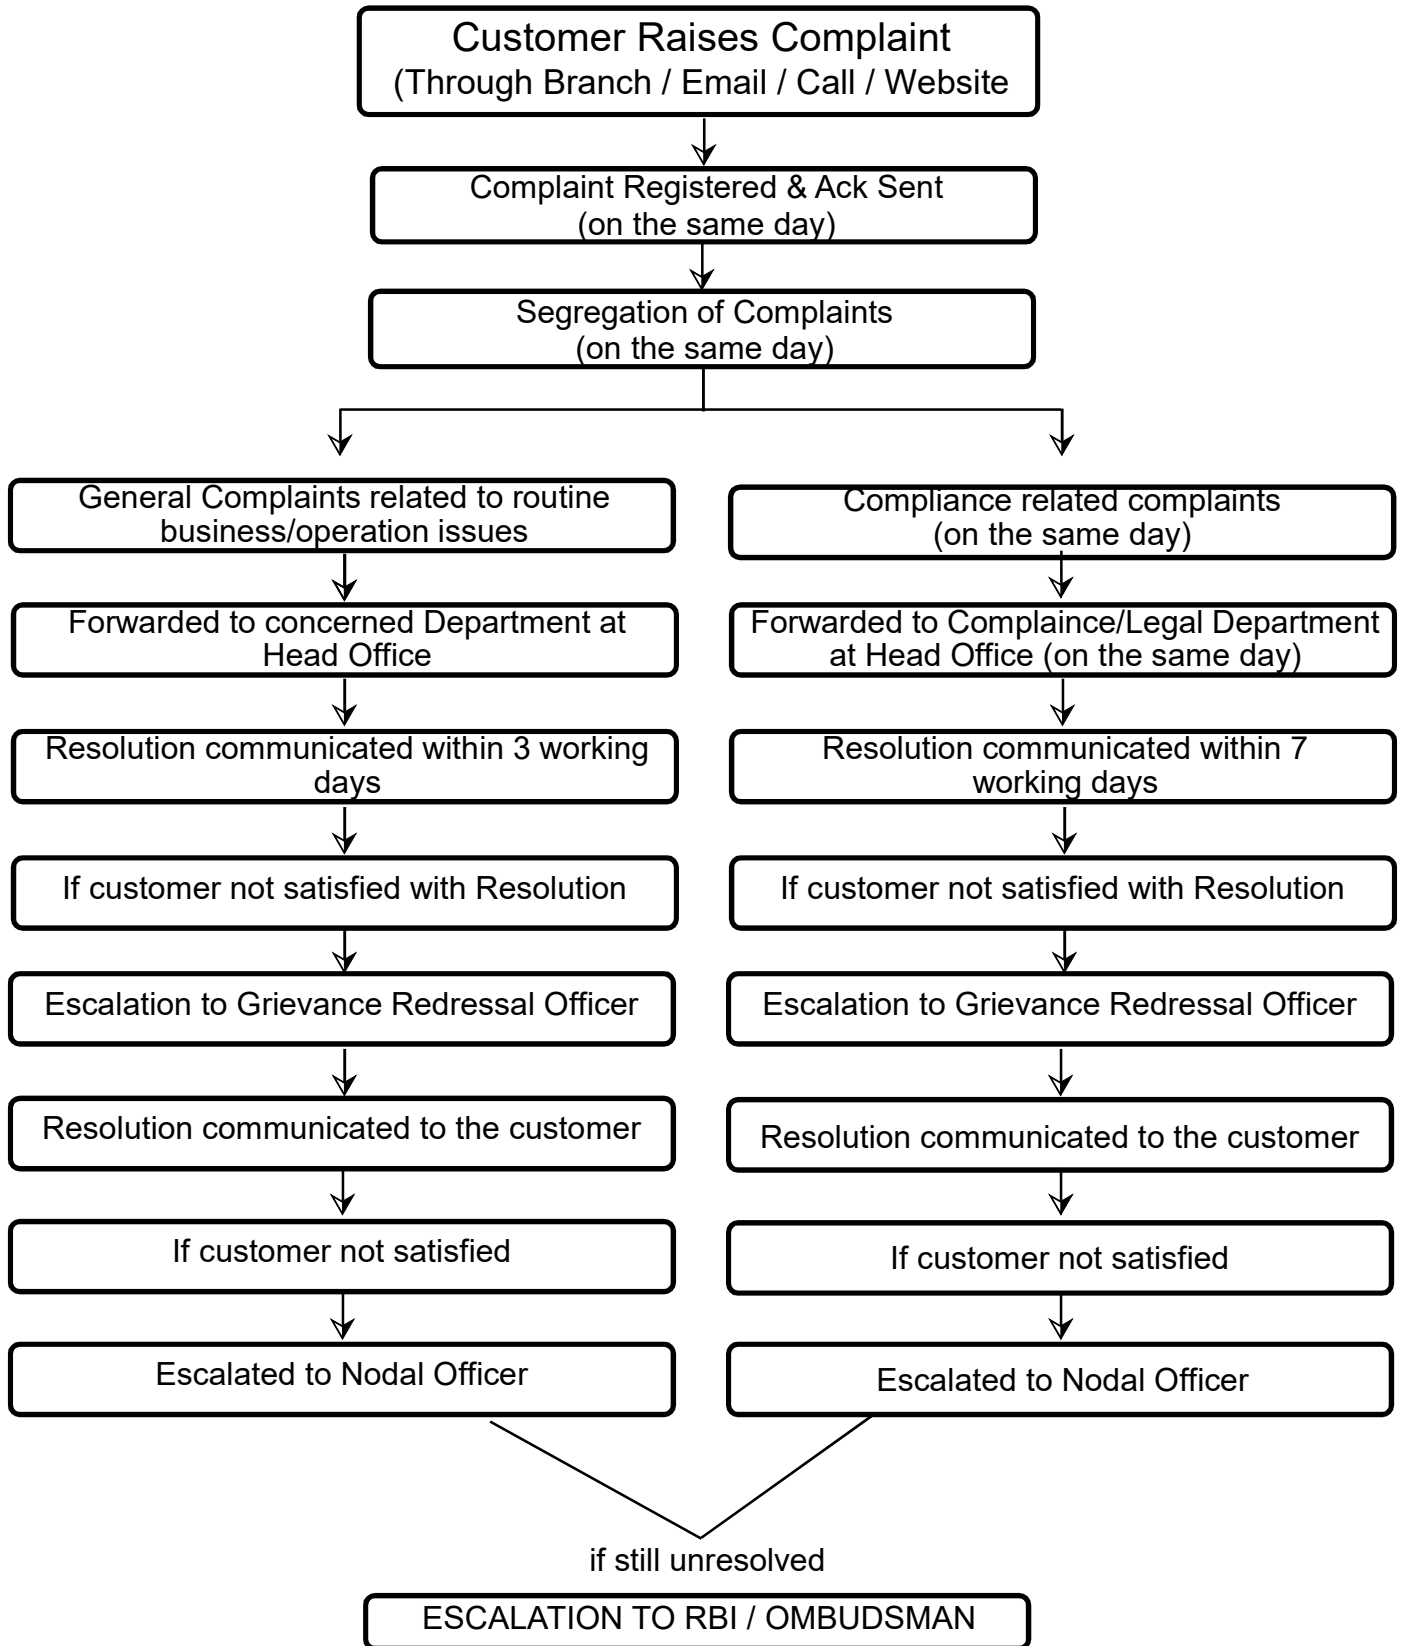 Customer Raises Complaint
(Through Branch / Email / Call / Website
Complaint Registered & Ack Sent
(on the same day)
Segregation of Complaints
(on the same day)
General Complaints related to routine
business/operation issues
Forwarded to concerned Department at
Head Office
Resolution communicated within 3 working
days
If customer not satisfied with Resolution
Escalation to Grievance Redressal Officer
Resolution communicated to the customer
If customer not satisfied
Escalated to Nodal Officer
Compliance related complaints
(on the same day)
Forwarded to Complaince/Legal Department
at Head Office (on the same day)
Resolution communicated within 7
working days
If customer not satisfied with Resolution
Escalation to Grievance Redressal Officer
Resolution communicated to the customer
If customer not satisfied
Escalated to Nodal Officer
if still unresolved
ESCALATION TO RBI / OMBUDSMAN